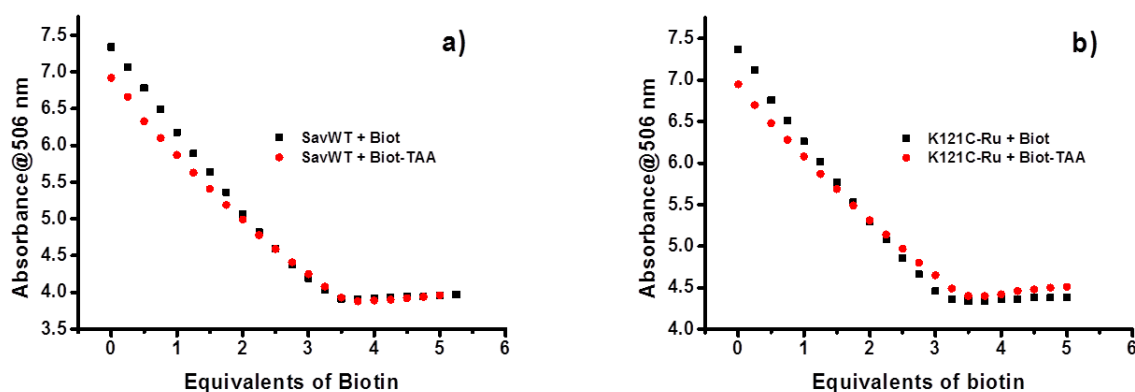 a)
7.5
7.0
6.5
6.0
5.5
5.0
4.5
4.0
3.5
Absorbance@506 nm
SavWT + Biot
SavWT + Biot-TAA
0 1 2 3 4 5 6
Equivalents of Biotin
b)
7.5
7.0
6.5
6.0
5.5
5.0
4.5
4.0
Absorbance@506 nm
K121C-Ru + Biot
K121C-Ru + Biot-TAA
0 1 2 3 4 5 6
Equivalents of biotin